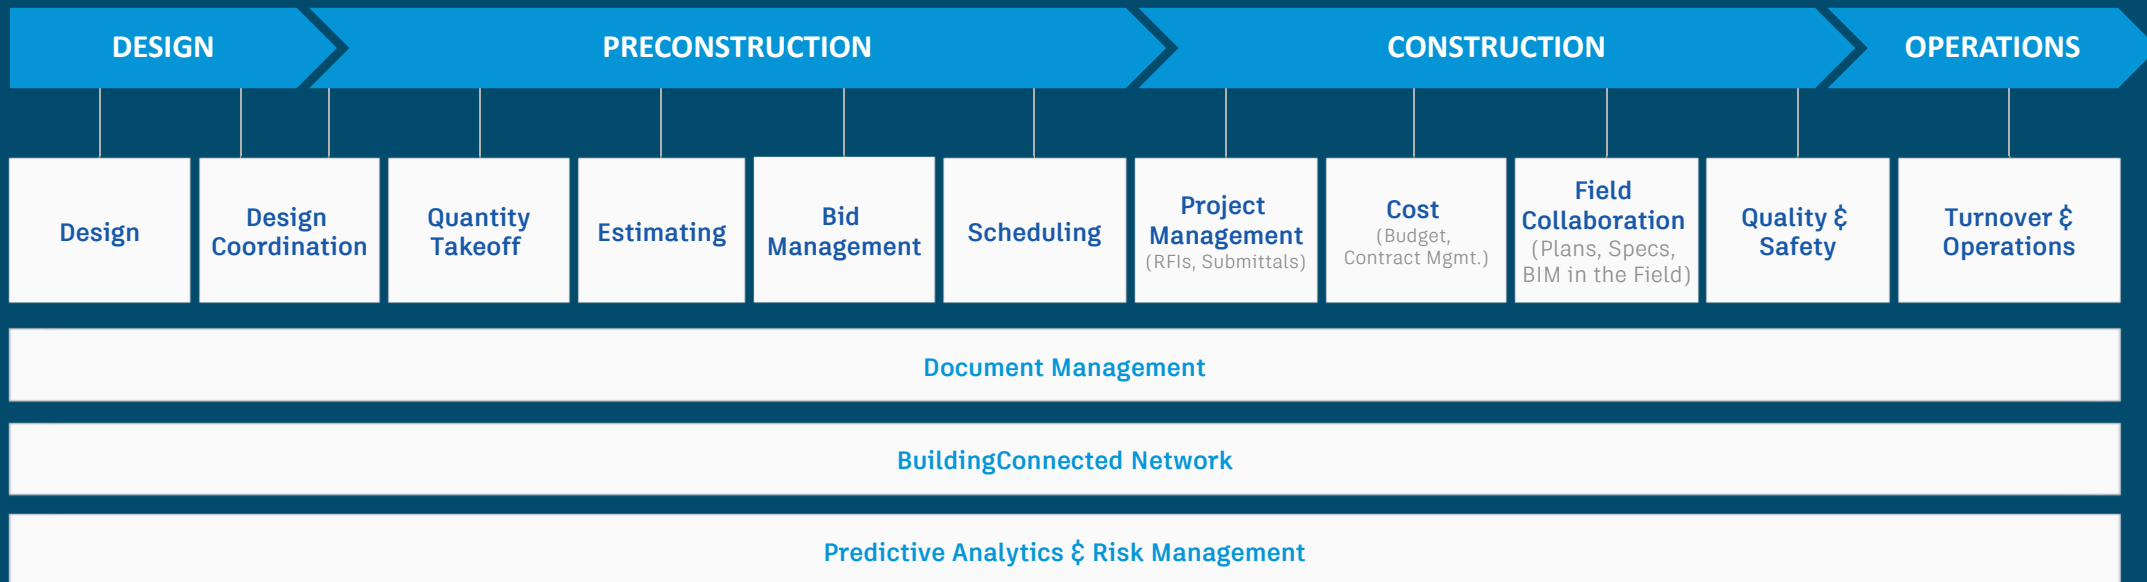 DESIGN
PRECONSTRUCTION
CONSTRUCTION
OPERATIONS
Design
Design
Coordination
Quantity
Takeoff
Estimating
Bid
Management
Scheduling
Project
Management
(RFIs, Submittals)
Cost
(Budget,
Contract Mgmt.)
Field
Collaboration
(Plans, Specs,
BIM in the Field)
Quality &
Safety
Turnover &
Operations
Document Management
BuildingConnected Network
Predictive Analytics & Risk Management